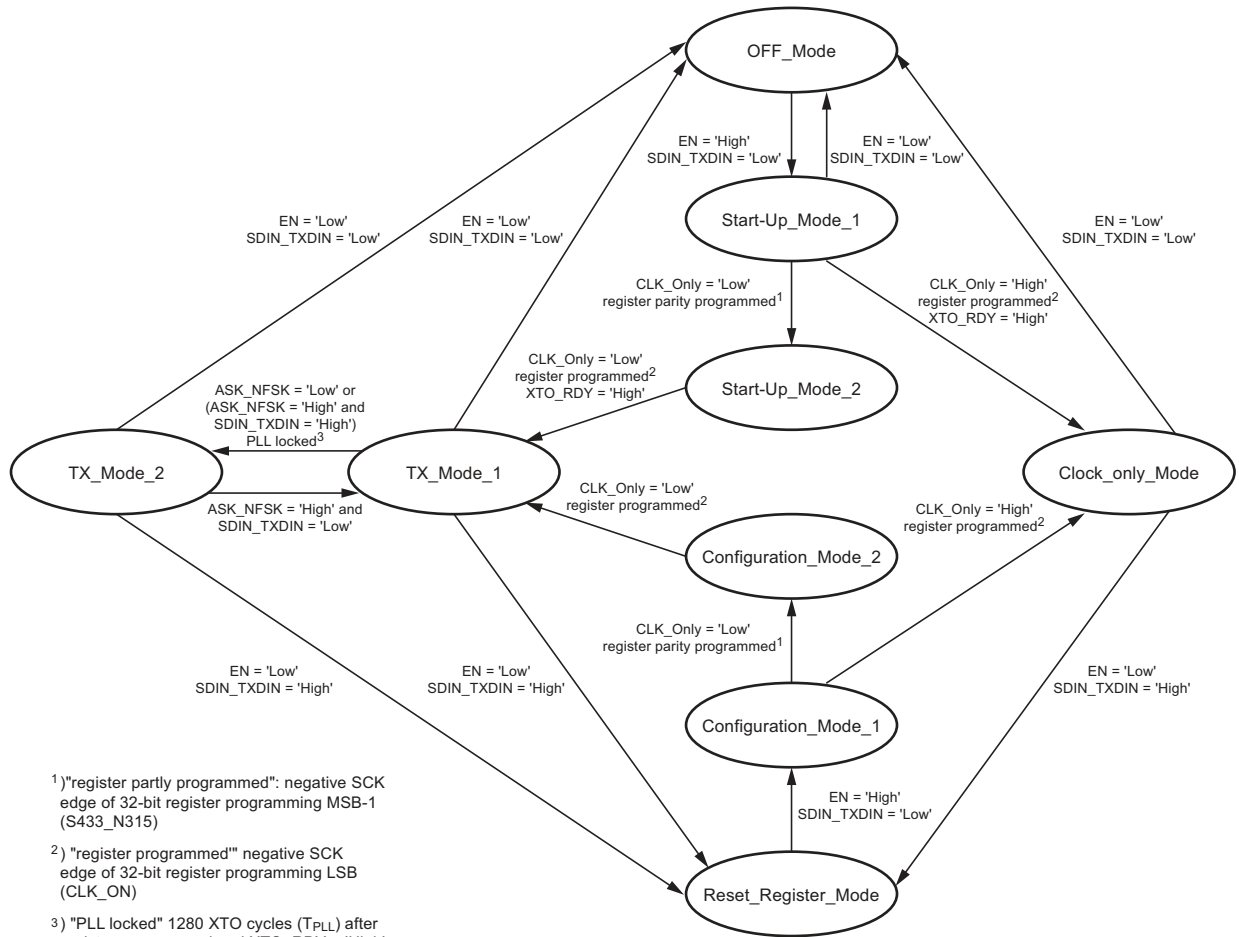 OFF_Mode
EN = 'High'
SDIN_TXDIN = 'Low'
EN = 'Low'
SDIN_TXDIN = 'Low'
EN = 'Low'
SDIN_TXDIN = 'Low'
EN = 'Low'
SDIN_TXDIN = 'Low'
Start-Up_Mode_1
EN = 'Low'
SDIN_TXDIN = 'Low'
CLK_Only = 'Low'
register parity programmed1
CLK_Only = 'High'
register programmed2
XTO_RDY = 'High'
CLK_Only = 'Low'
register programmed2
XTO_RDY = 'High'
Start-Up_Mode_2
ASK_NFSK = 'Low' or
(ASK_NFSK = 'High' and
SDIN_TXDIN = 'High')
PLL locked3
TX_Mode_2
TX_Mode_1
Clock_only_Mode
ASK_NFSK = 'High' and
SDIN_TXDIN = 'Low'
CLK_Only = 'Low'
register programmed2
CLK_Only = 'High'
register programmed2
Configuration_Mode_2
CLK_Only = 'Low'
register parity programmed1
EN = 'Low'
SDIN_TXDIN = 'High'
EN = 'Low'
SDIN_TXDIN = 'High'
EN = 'Low'
SDIN_TXDIN = 'High'
Configuration_Mode_1
EN = 'High'
SDIN_TXDIN = 'Low'
Reset_Register_Mode
1)"register partly programmed": negative SCK
edge of 32-bit register programming MSB-1
(S433_N315)
2) "register programmed'" negative SCK
edge of 32-bit register programming LSB
(CLK_ON)
3) "PLL locked" 1280 XTO cycles (TPLL) after